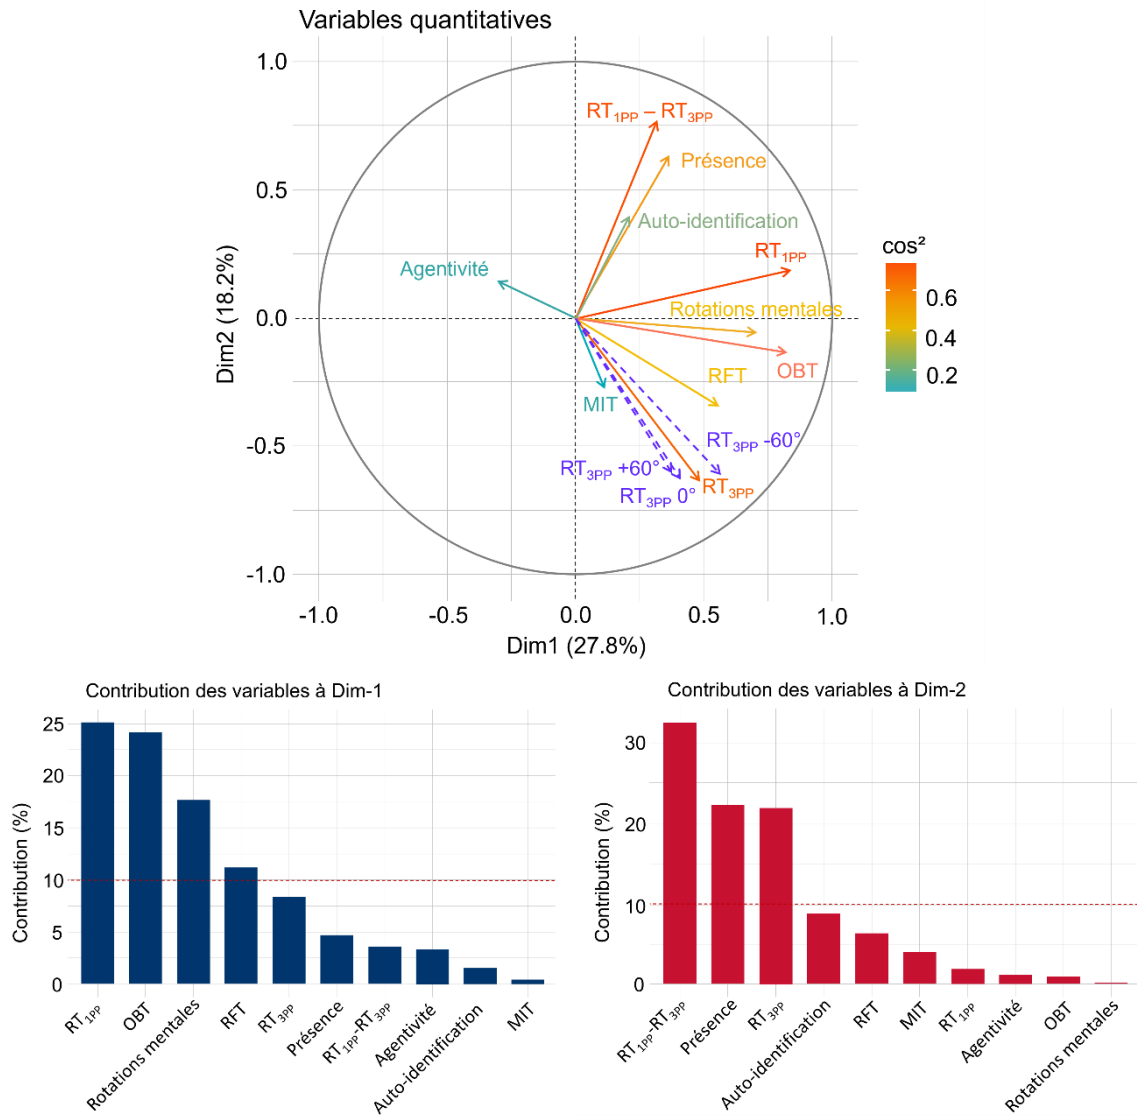 Variables quantitatives
1.0
0.5
0.0
-0.5
-1.0
Dim2 (18.2%)
RT1PP – RT3PP
Présence
Auto-identification
RT1PP
Agentivité
Rotations mentales
OBT
RFT
MIT
RT3PP -60°
RT3PP +60°
RT3PP
RT3PP 0°
-1.0 -0.5 0.0 0.5 1.0
Dim1 (27.8%)
cos²
0.6
0.4
0.2
Contribution des variables à Dim-1
Contribution (%)
25
20
15
10
5
0
RT1PP
OBT
Rotations mentales
RFT
RT3PP
Présence
RT1PP-RT3PP
Agentivité
Auto-identification
MIT
Contribution des variables à Dim-2
Contribution (%)
30
20
10
0
RT1PP-RT3PP
Présence
RT3PP
Auto-identification
RFT
MIT
RT1PP
Agentivité
OBT
Rotations mentales